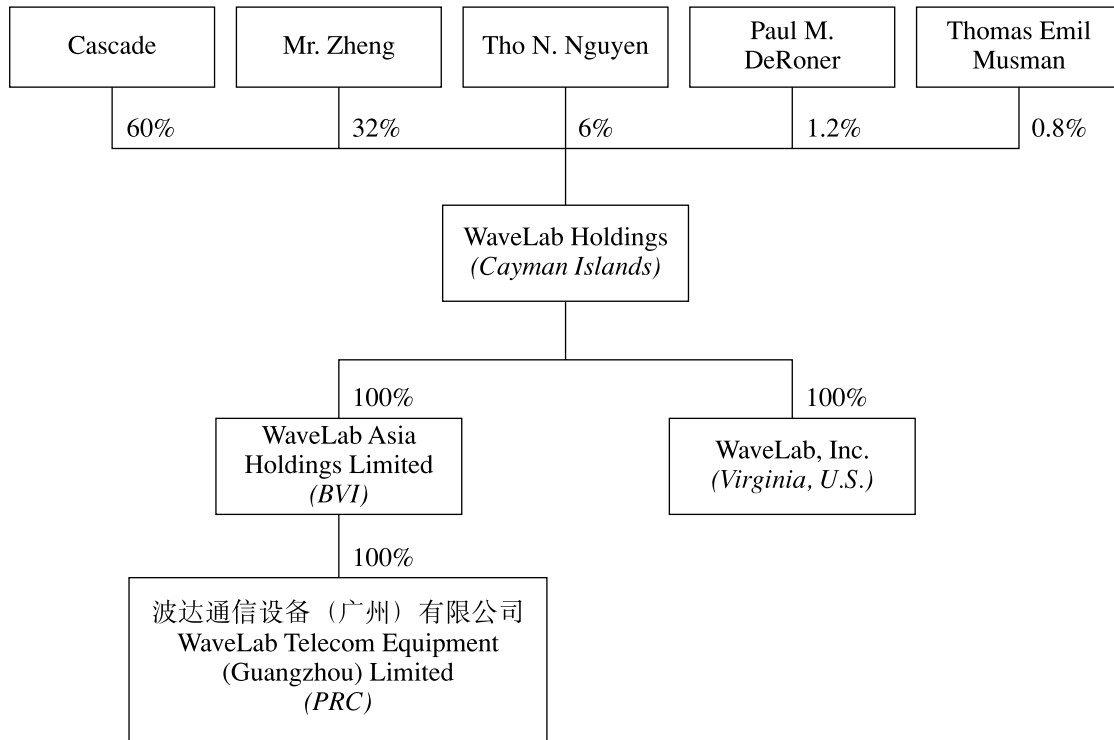 Cascade
Mr. Zheng
Tho N. Nguyen
Paul M.
DeRoner
Thomas Emil
Musman
60%
32%
6%
1.2%
0.8%
WaveLab Holdings
(Cayman Islands)
100%
100%
WaveLab Asia
Holdings Limited
(BVI)
WaveLab, Inc.
(Virginia, U.S.)
100%
波达通信设备（广州）有限公司
WaveLab Telecom Equipment
(Guangzhou) Limited
(PRC)